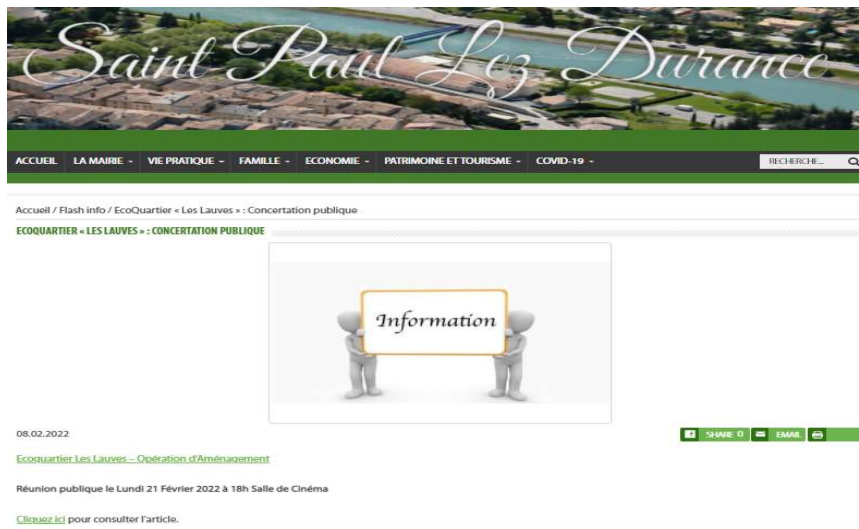 Saint Paul Lez Durance
ACCUEIL LA MAIRIE - VIE PRATIQUE - FAMILLE - ECONOMIE - PATRIMOINE ET TOURISME - COVID-19 - RECHERCHE...
Accueil / Flash info / EcoQuartier « Les Lauves » : Concertation publique
ECOQUARTIER « LES LAUVES » : CONCERTATION PUBLIQUE
Information
08.02.2022 SHARE 0 EMAIL
Ecoquartier Les Lauves – Opération d'Aménagement
Réunion publique le Lundi 21 Février 2022 à 18h Salle de Cinéma
Cliquez ici pour consulter l'article.